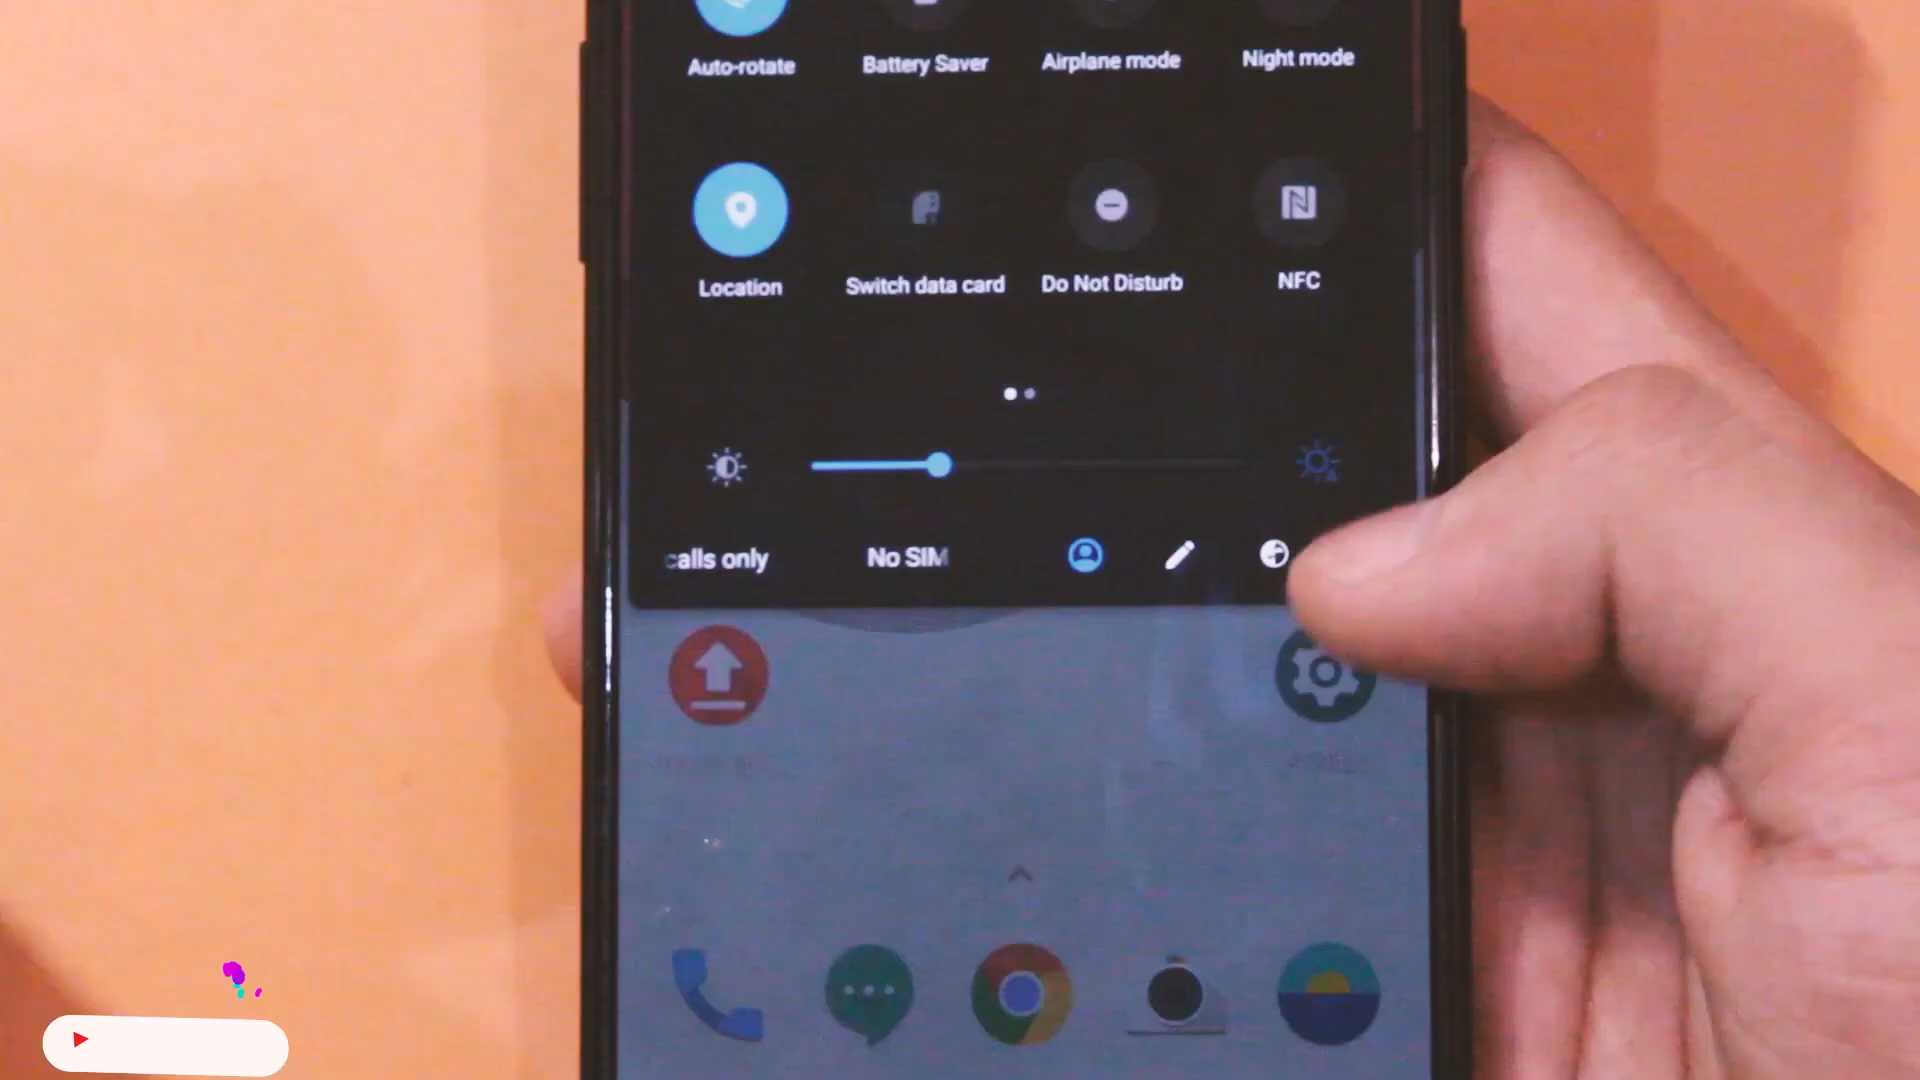 Auto-rotate Battery Saver Airplane mode Night mode
Location Switch data card Do Not Disturb NFC
calls only No SIM